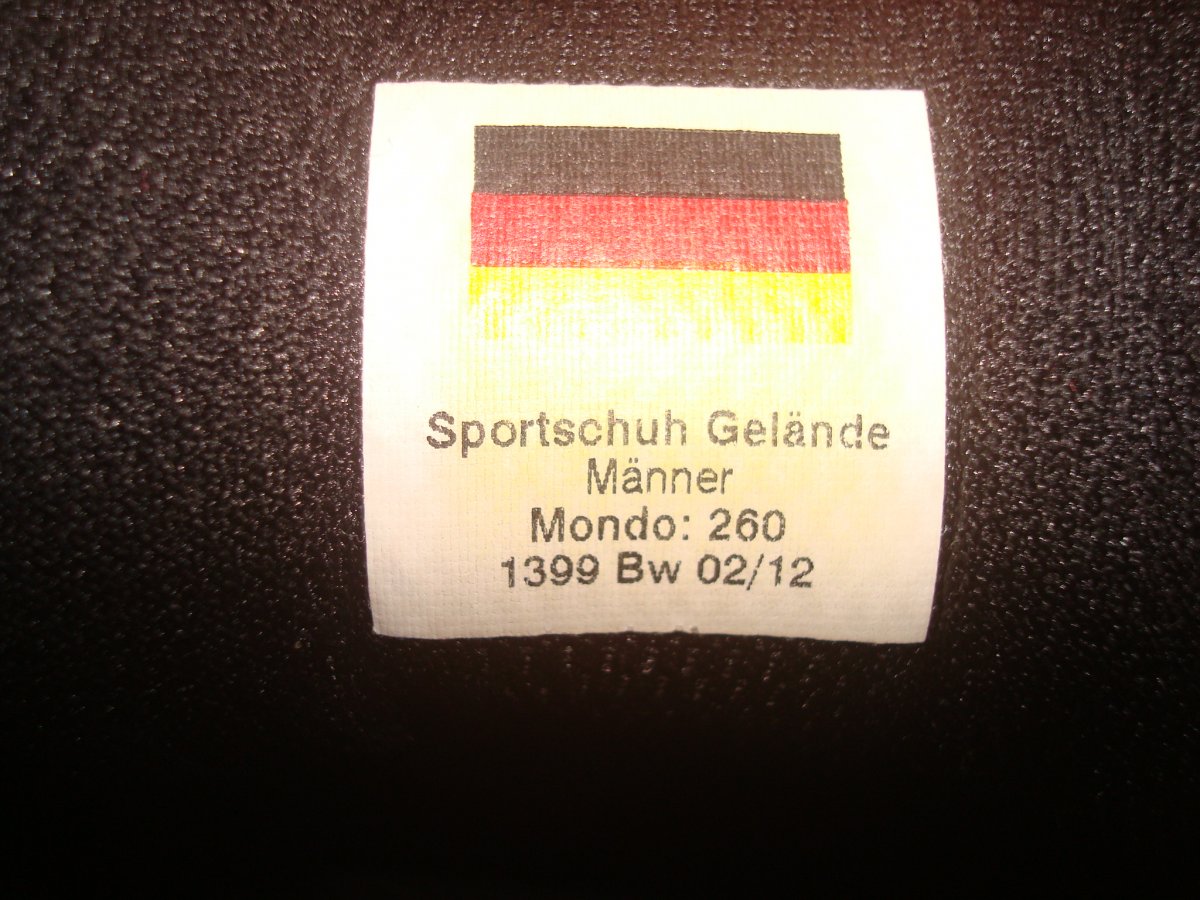 Sportschuh Gelände
Männer
Mondo: 260
1399 Bw 02/12